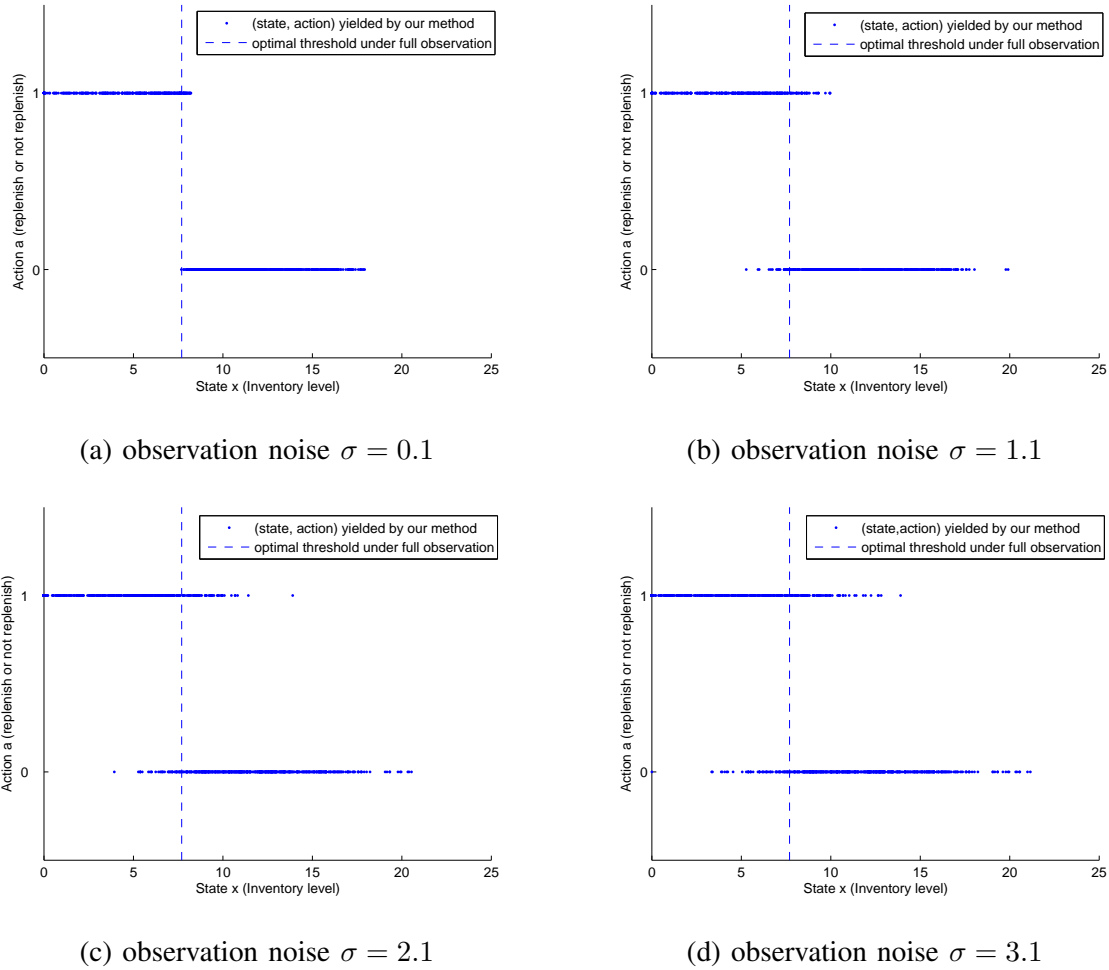 (state, action) yielded by our method
optimal threshold under full observation
1
0
Action a (replenish or not replenish)
0 5 10 15 20 25
State x (Inventory level)
(a) observation noise σ = 0.1
(state, action) yielded by our method
optimal threshold under full observation
1
0
Action a (replenish or not replenish)
0 5 10 15 20 25
State x (Inventory level)
(b) observation noise σ = 1.1
(state, action) yielded by our method
optimal threshold under full observation
1
0
Action a (replenish or not replenish)
0 5 10 15 20 25
State x (Inventory level)
(c) observation noise σ = 2.1
(state,action) yielded by our method
optimal threshold under full observation
1
0
Action a (replenish or not replenish)
0 5 10 15 20 25
State x (Inventory level)
(d) observation noise σ = 3.1